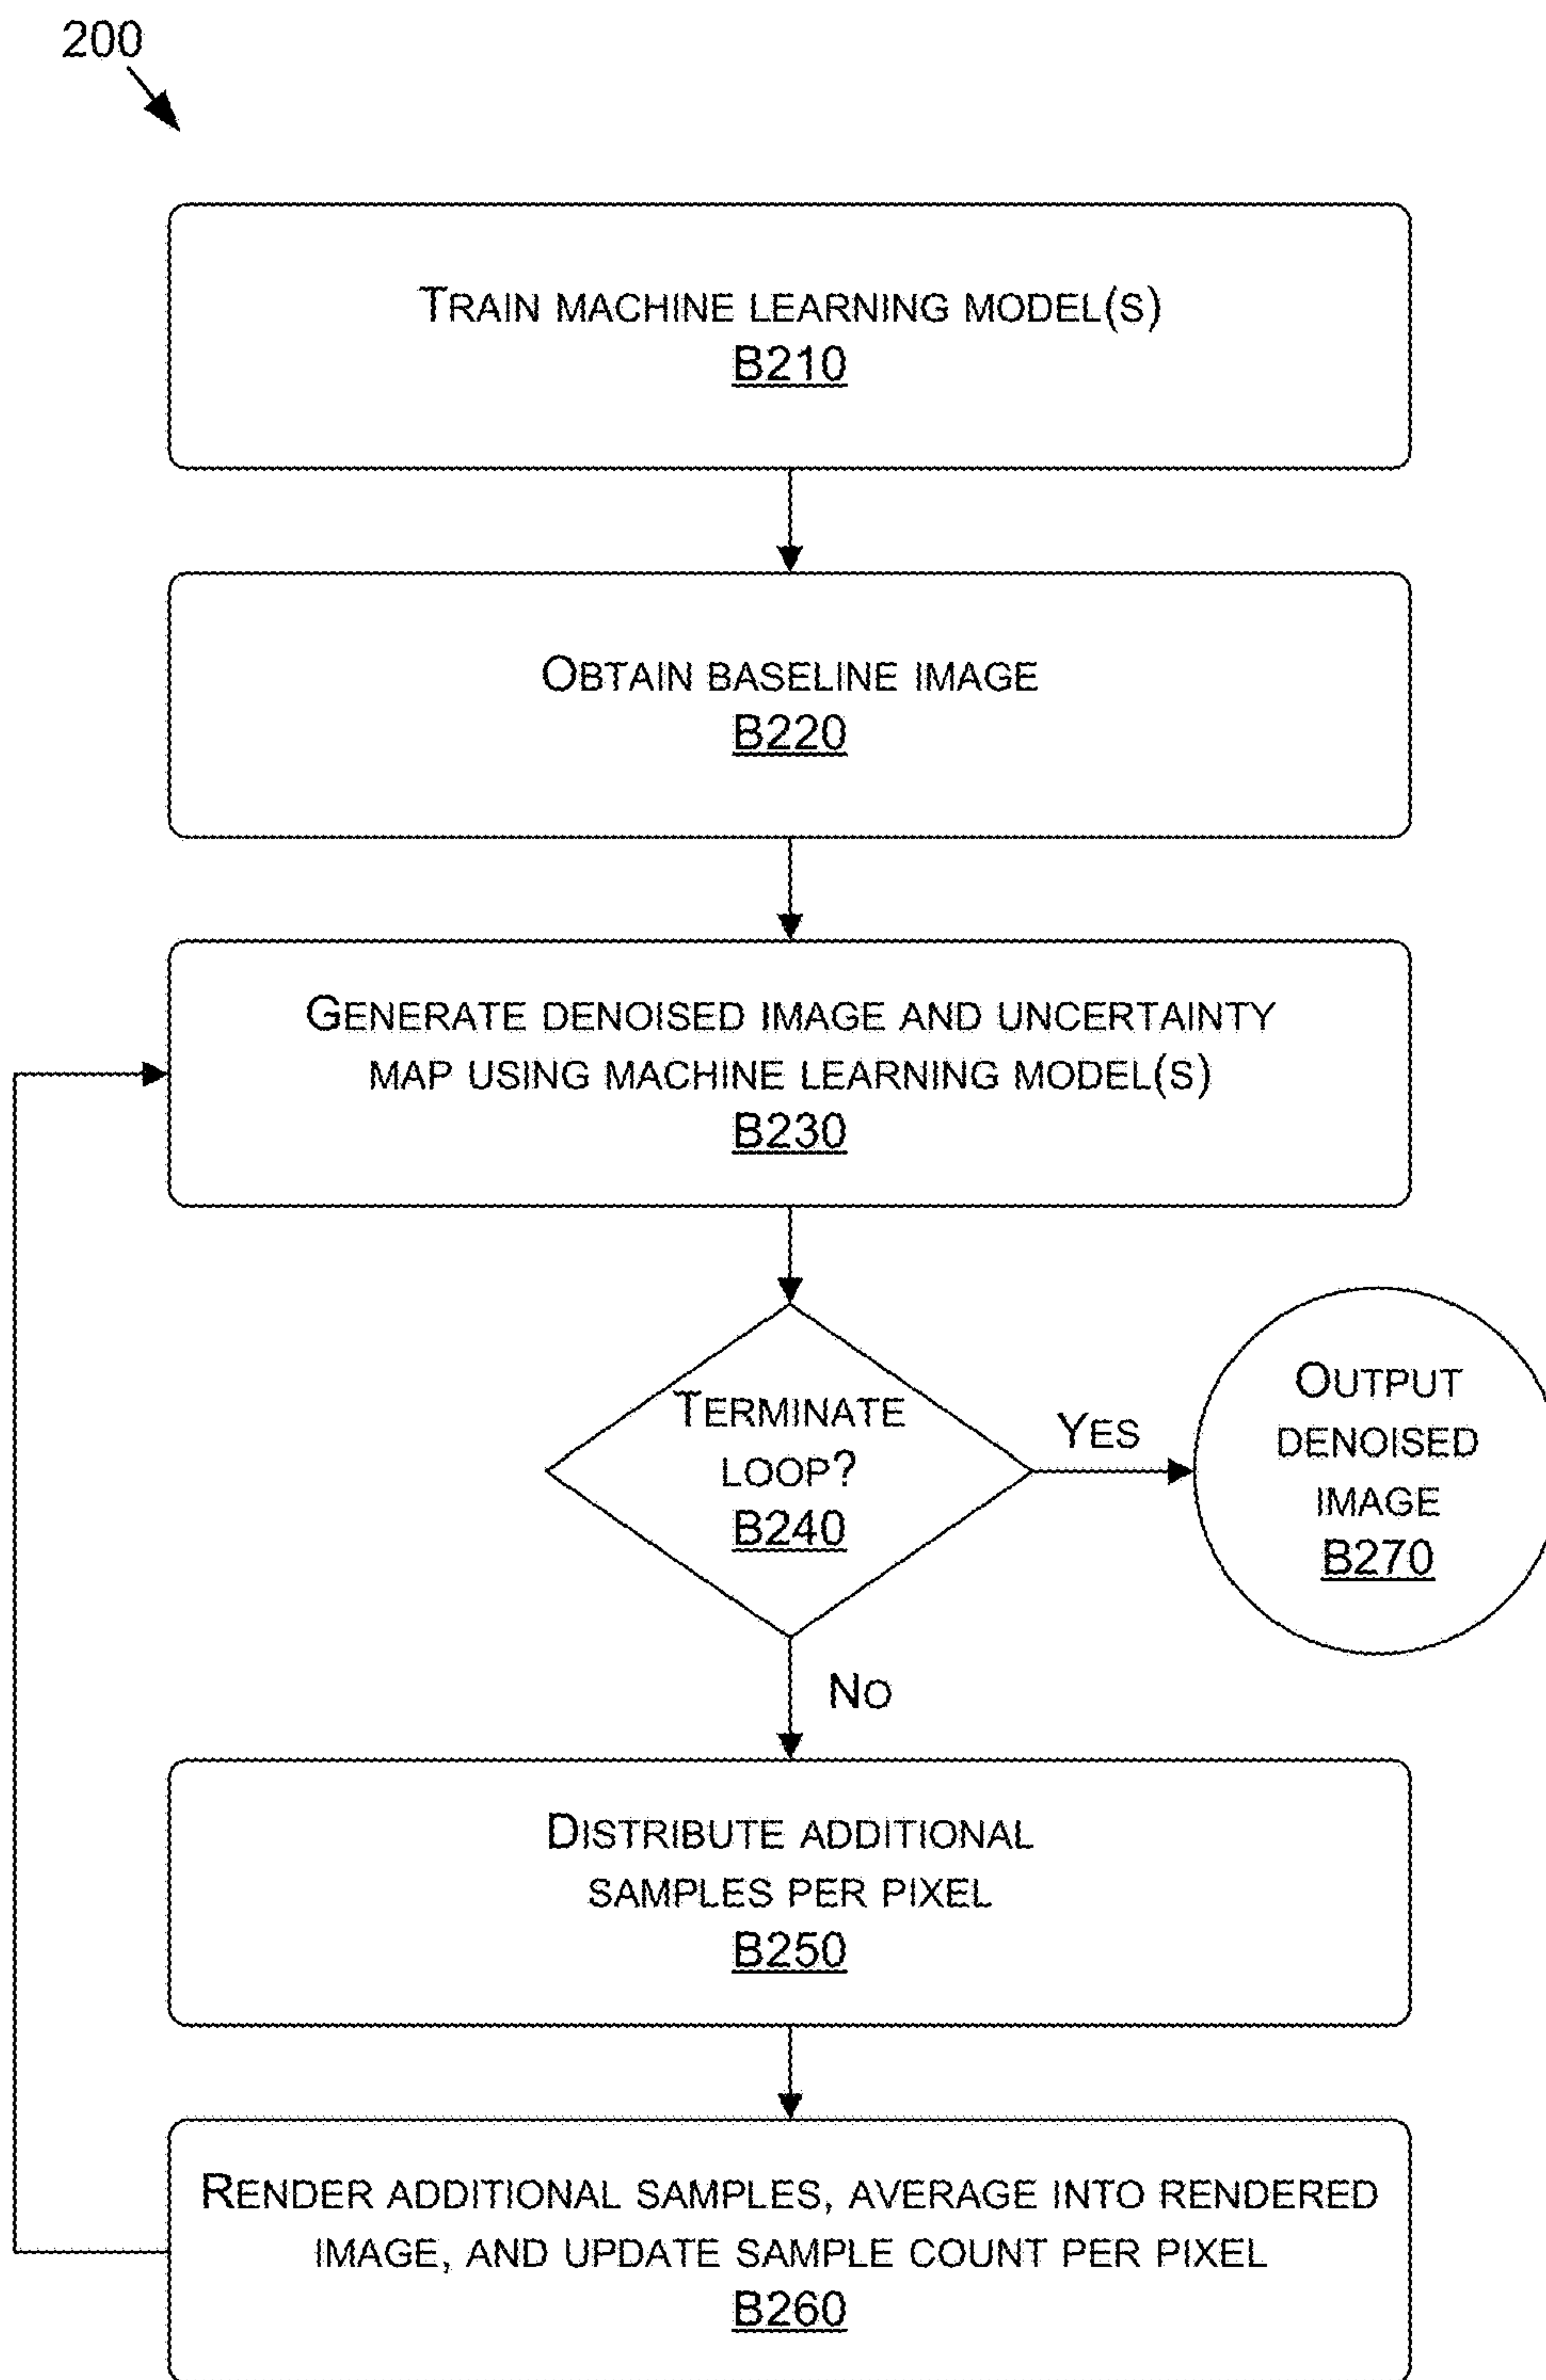 200
TRAIN MACHINE LEARNING MODEL(S)
B210
OBTAIN BASELINE IMAGE
B220
GENERATE DENOISED IMAGE AND UNCERTAINTY
MAP USING MACHINE LEARNING MODEL(S)
B230
TERMINATE
LOOP?
B240
YES
OUTPUT
DENOISED
IMAGE
B270
NO
DISTRIBUTE ADDITIONAL
SAMPLES PER PIXEL
B250
RENDER ADDITIONAL SAMPLES, AVERAGE INTO RENDERED
IMAGE, AND UPDATE SAMPLE COUNT PER PIXEL
B260